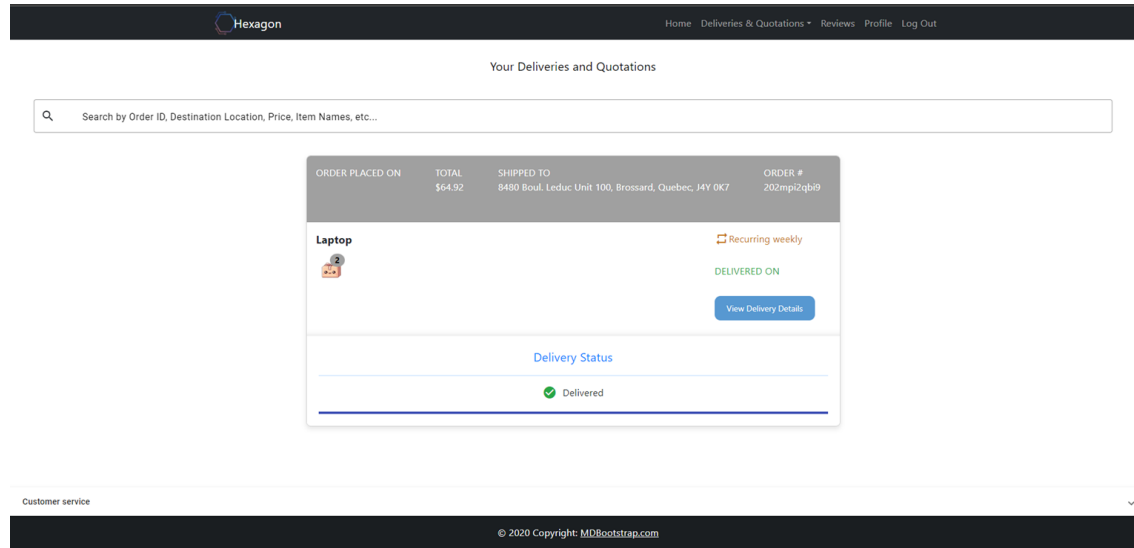 Hexagon
Home Deliveries & Quotations Reviews Profile Log Out
Your Deliveries and Quotations
Search by Order ID, Destination Location, Price, Item Names, etc...
ORDER PLACED ON TOTAL SHIPPED TO ORDER #
$64.92 8480 Boul. Leduc Unit 100, Brossard, Quebec, J4Y 0K7 202mpi2qbi9
Laptop
Recurring weekly
2
DELIVERED ON
View Delivery Details
Delivery Status
Delivered
Customer service
© 2020 Copyright: MDBootstrap.com